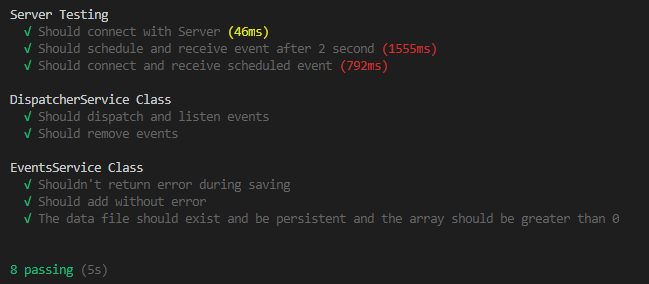 Server Testing
√ Should connect with Server (46ms)
√ Should schedule and receive event after 2 second (1555ms)
√ Should connect and receive scheduled event (792ms)
DispatcherService Class
√ Should dispatch and listen events
√ Should remove events
EventsService Class
√ Shouldn't return error during saving
√ Should add without error
√ The data file should exist and be persistent and the array should be greater than 0
8 passing (5s)